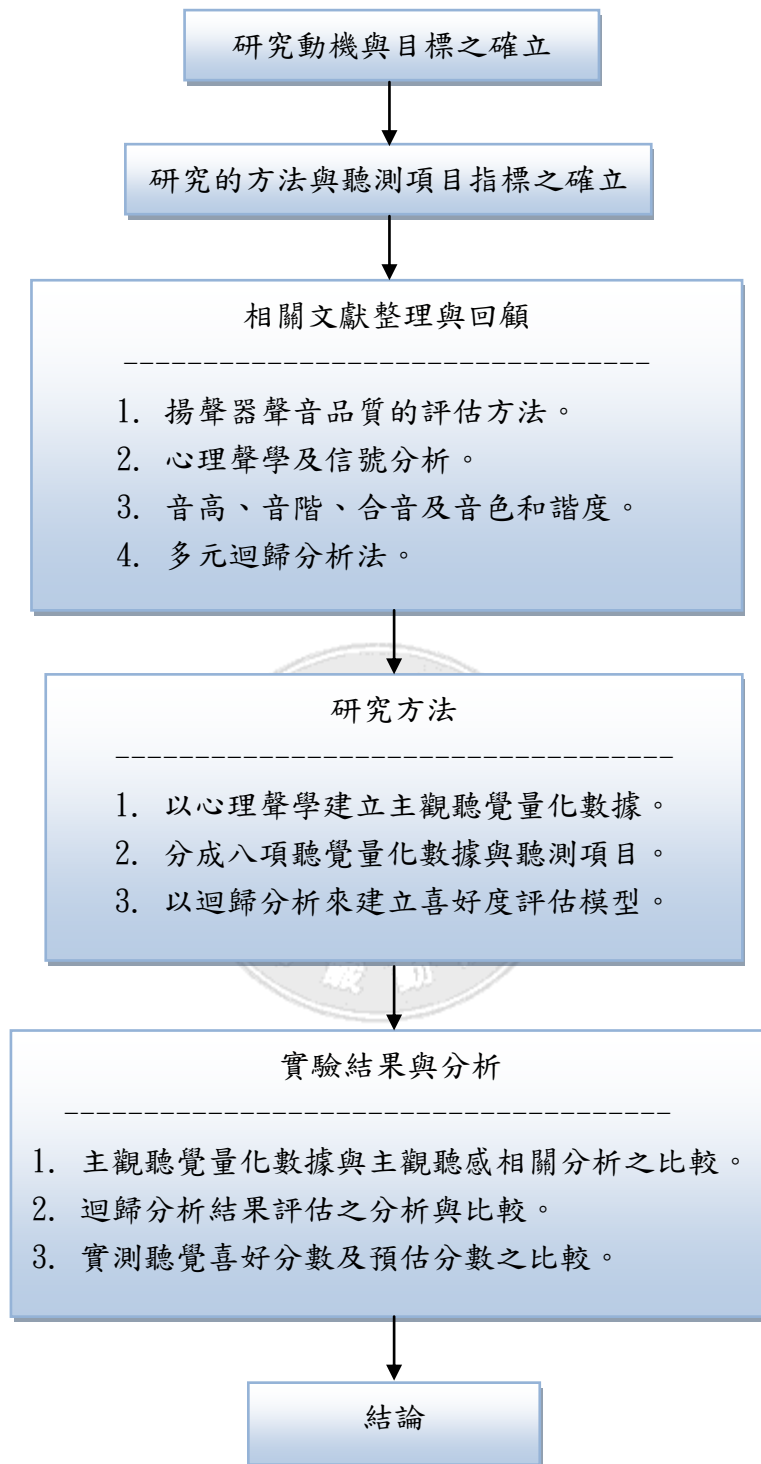 研究動機與目標之確立
研究的方法與聽測項目指標之確立
相關文獻整理與回顧
---------------------------------
1. 揚聲器聲音品質的評估方法。
2. 心理聲學及信號分析。
3. 音高、音階、合音及音色和諧度。
4. 多元迴歸分析法。
研究方法
-----------------------------------
1. 以心理聲學建立主觀聽覺量化數據。
2. 分成八項聽覺量化數據與聽測項目。
3. 以迴歸分析來建立喜好度評估模型。
實驗結果與分析
--------------------------------------
1. 主觀聽覺量化數據與主觀聽感相關分析之比較。
2. 迴歸分析結果評估之分析與比較。
3. 實測聽覺喜好分數及預估分數之比較。
結論